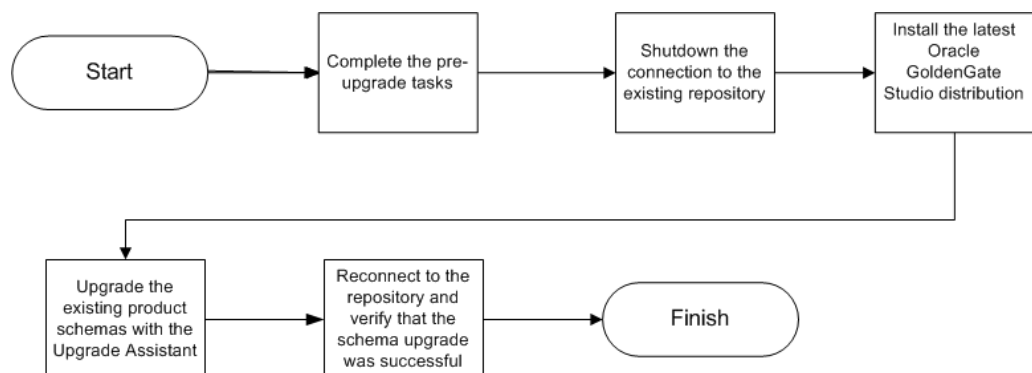 Start
Complete the pre-
upgrade tasks
Shutdown the
connection to the
existing repository
Install the latest
Oracle
GoldenGate
Studio distribution
Upgrade the
existing product
schemas with the
Upgrade Assistant
Reconnect to the
repository and
verify that the
schema upgrade
was successful
Finish